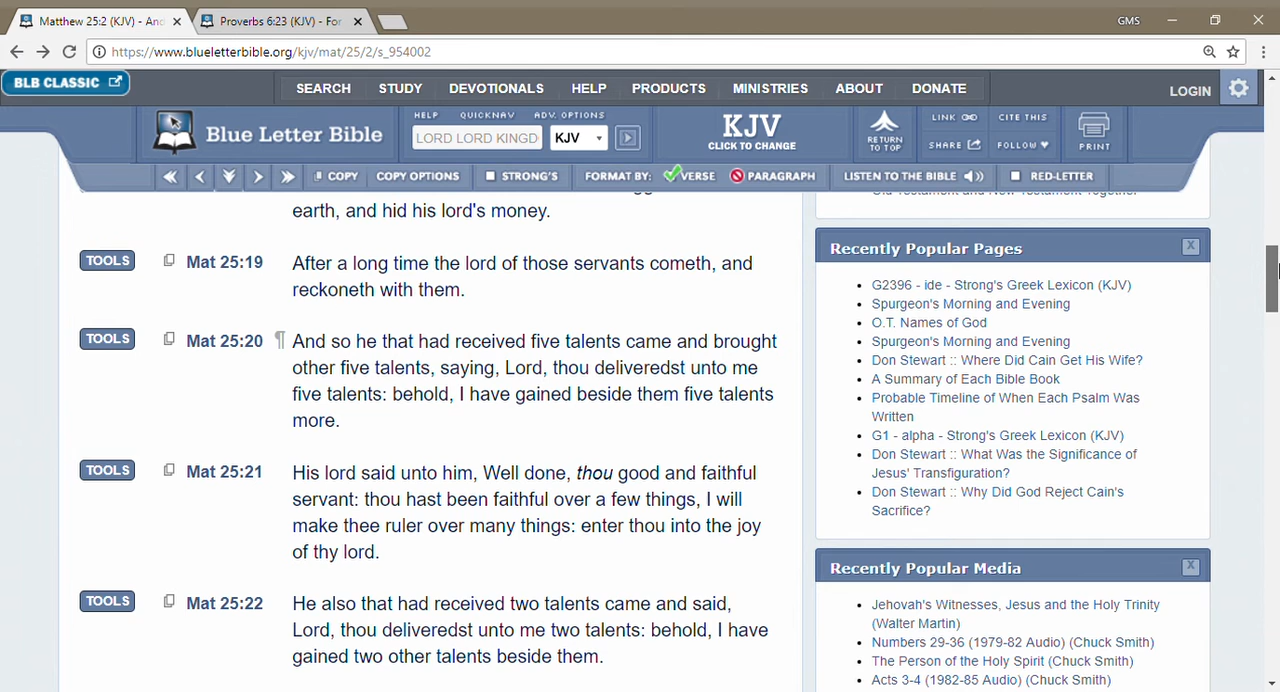 Matthew 25:2 (KJV) - And
Proverbs 6:23 (KJV) - For
GMS
https://www.blueletterbible.org/kjv/mat/25/2/s_954002
BLB CLASSIC
SEARCH STUDY DEVOTIONALS HELP PRODUCTS MINISTRIES ABOUT DONATE
LOGIN
Blue Letter Bible
HELP QUICKNAV ADV. OPTIONS
LORD LORD KINGD KJV
KJV
CLICK TO CHANGE
RETURN
TO TOP
LINK CITE THIS
SHARE FOLLOW
PRINT
COPY COPY OPTIONS STRONG'S FORMAT BY: VERSE PARAGRAPH LISTEN TO THE BIBLE RED-LETTER
earth, and hid his lord's money.
TOOLS Mat 25:19 After a long time the lord of those servants cometh, and
reckoneth with them.
TOOLS Mat 25:20 ¶ And so he that had received five talents came and brought
other five talents, saying, Lord, thou deliveredst unto me
five talents: behold, I have gained beside them five talents
more.
TOOLS Mat 25:21 His lord said unto him, Well done, thou good and faithful
servant: thou hast been faithful over a few things, I will
make thee ruler over many things: enter thou into the joy
of thy lord.
TOOLS Mat 25:22 He also that had received two talents came and said,
Lord, thou deliveredst unto me two talents: behold, I have
gained two other talents beside them.
Old Testament and New Testament Together.
Recently Popular Pages X
G2396 - ide - Strong's Greek Lexicon (KJV)
Spurgeon's Morning and Evening
O.T. Names of God
Spurgeon's Morning and Evening
Don Stewart :: Where Did Cain Get His Wife?
A Summary of Each Bible Book
Probable Timeline of When Each Psalm Was
Written
G1 - alpha - Strong's Greek Lexicon (KJV)
Don Stewart :: What Was the Significance of
Jesus' Transfiguration?
Don Stewart :: Why Did God Reject Cain's
Sacrifice?
Recently Popular Media X
Jehovah's Witnesses, Jesus and the Holy Trinity
(Walter Martin)
Numbers 29-36 (1979-82 Audio) (Chuck Smith)
The Person of the Holy Spirit (Chuck Smith)
Acts 3-4 (1982-85 Audio) (Chuck Smith)